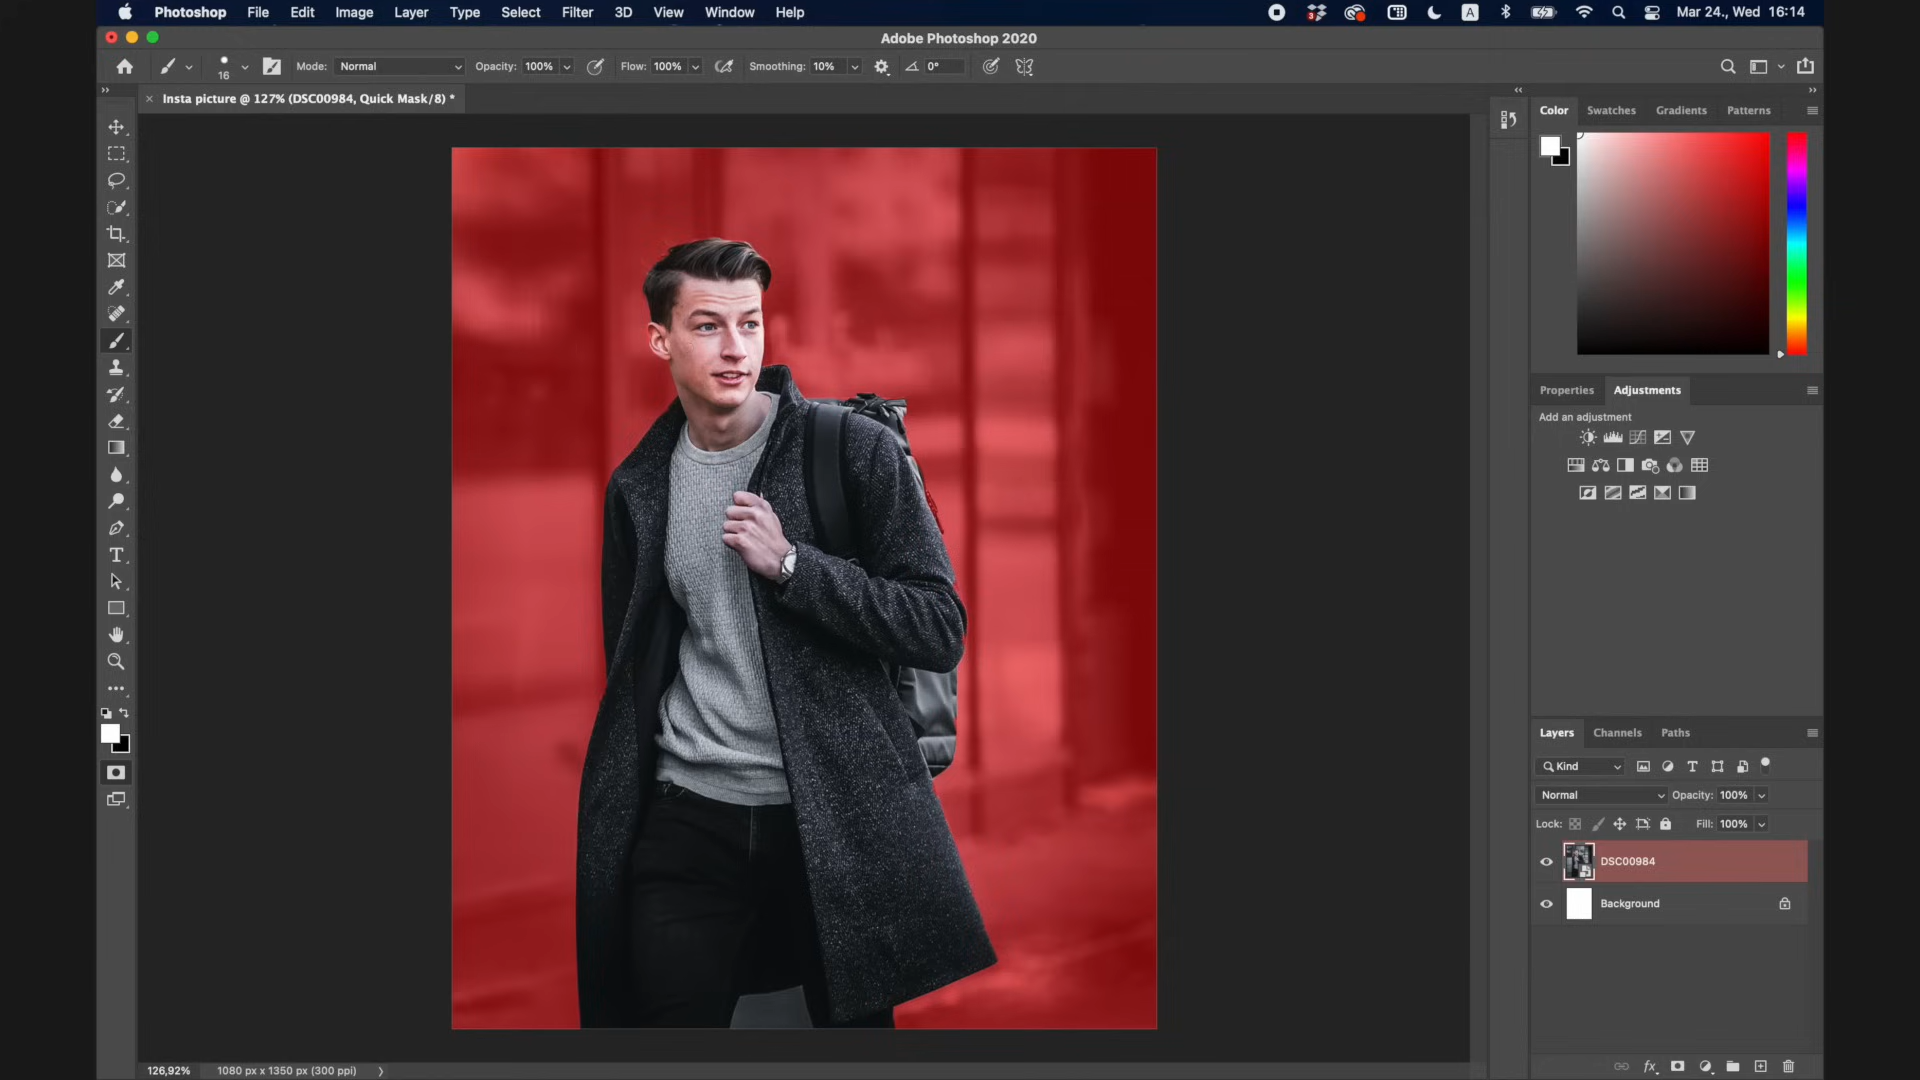 Photoshop File Edit Image Layer Type Select Filter 3D View Window Help 3 A Mar 24., Wed 16:14
Adobe Photoshop 2020
16 Mode: Normal Opacity: 100% Flow: 100% Smoothing: 10% 0°
Insta picture @ 127% (DSC00984, Quick Mask/8) *
Color Swatches Gradients Patterns
Properties Adjustments
Add an adjustment
Layers Channels Paths
Kind
Normal Opacity: 100%
Lock: Fill: 100%
DSC00984
Background
126,92% 1080 px x 1350 px (300 ppi)